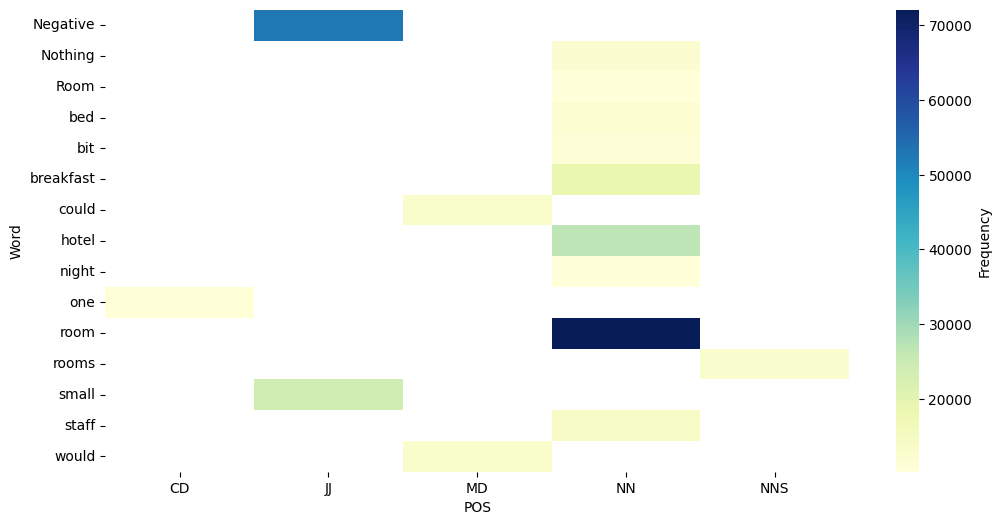 Negative
Nothing
Room
bed
bit
breakfast
could
hotel
night
one
room
rooms
small
staff
would
Word
CD JJ MD NN NNS
POS
70000
60000
50000
40000
30000
20000
Frequency